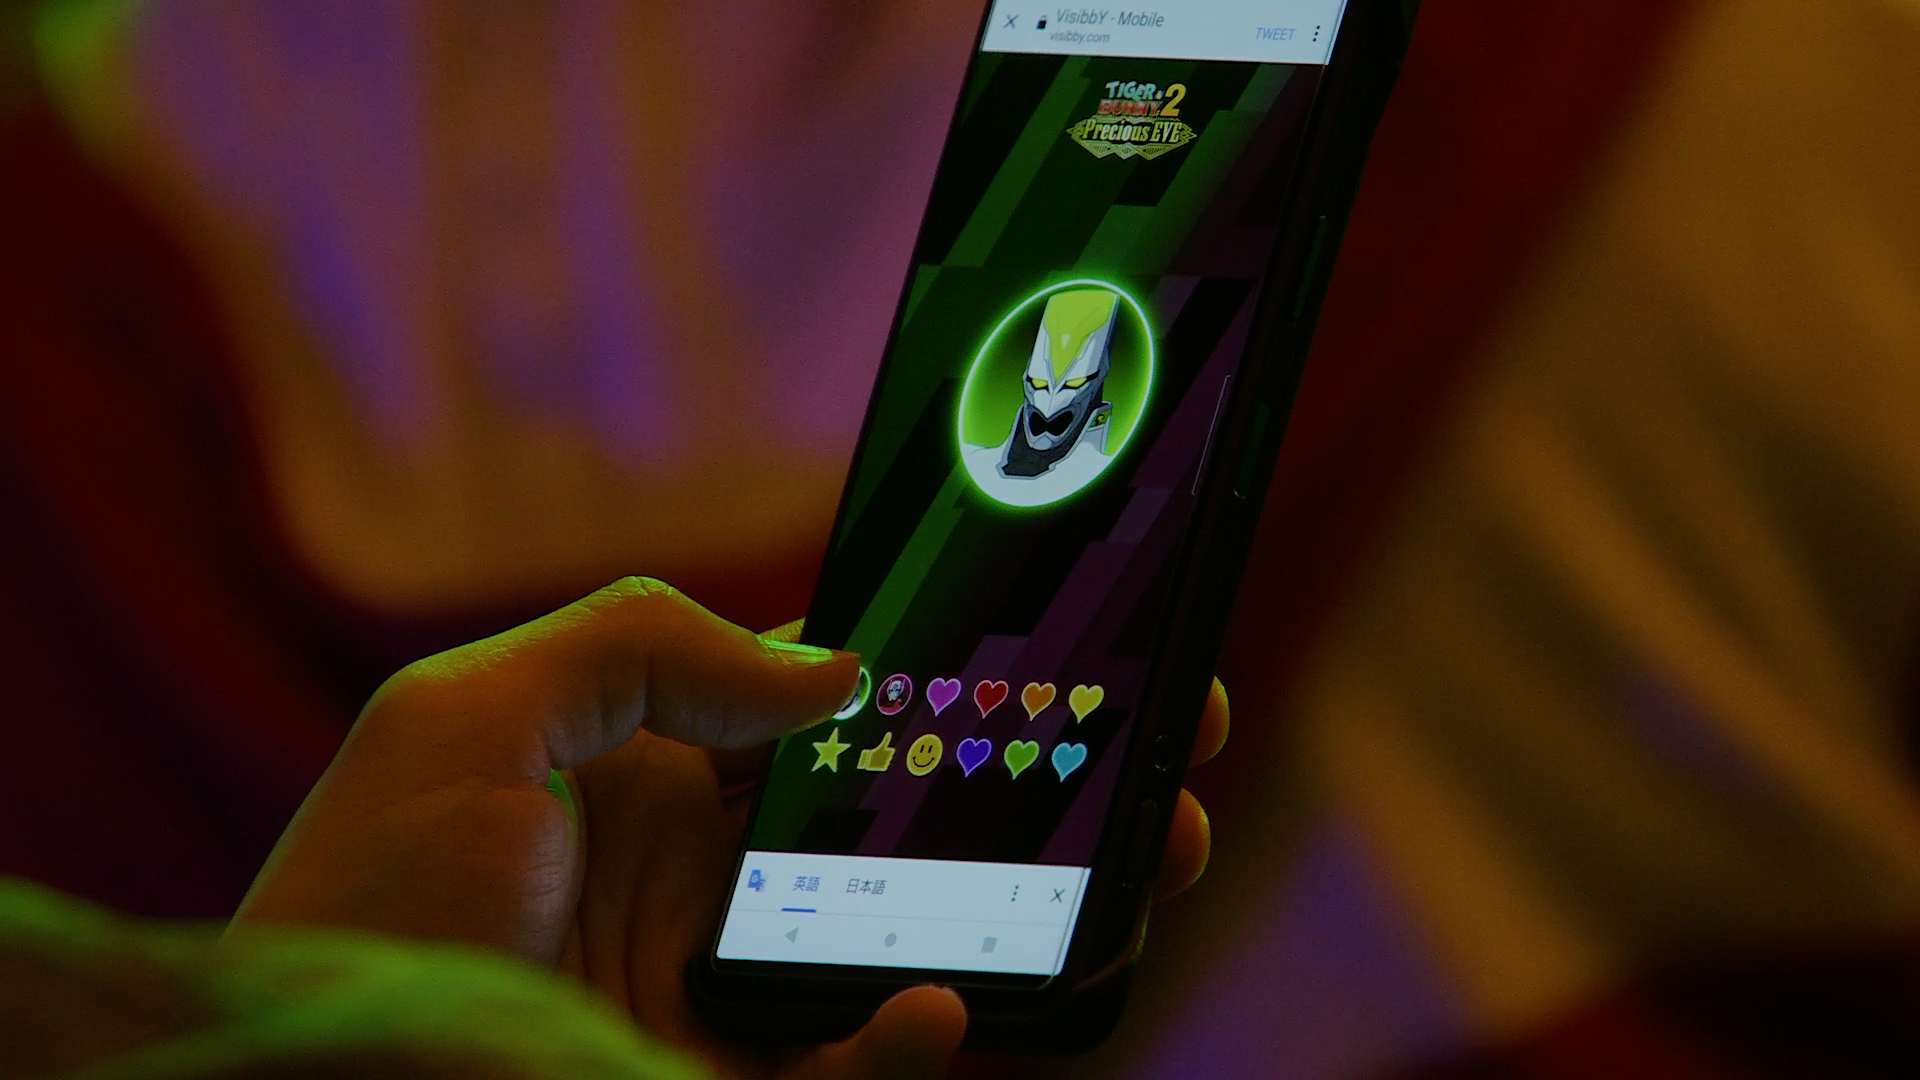 VisibbY - Mobile
visibby.com
TWEET
TIGER &
BUNNY 2
Precious EVE
英語 日本語